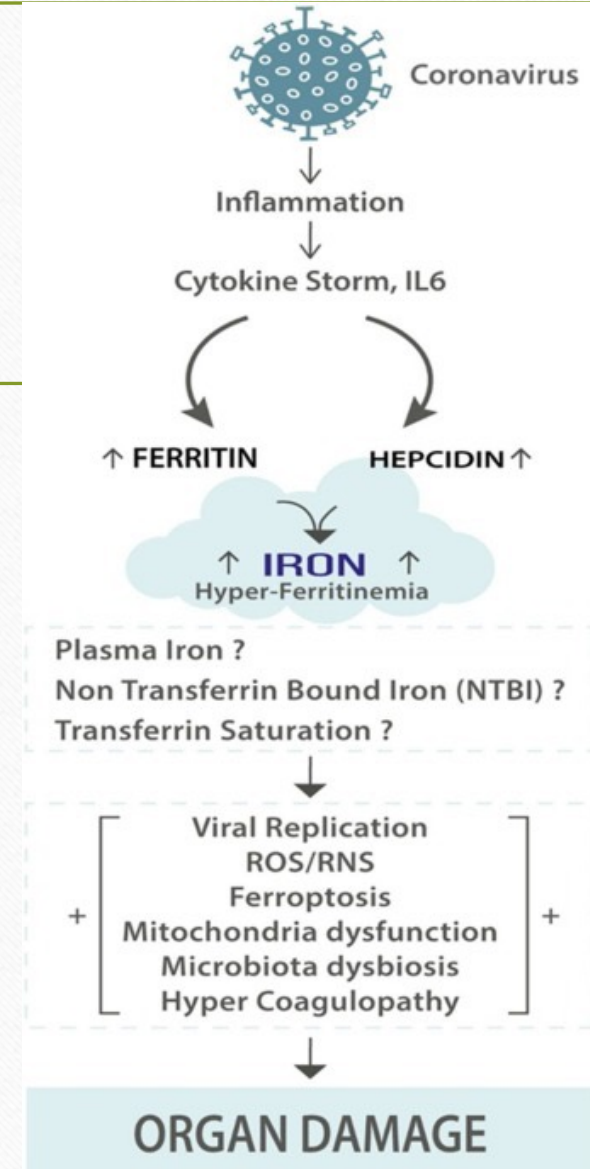 Coronavirus
Inflammation
Cytokine Storm, IL6
↑ FERRITIN
HEPCIDIN ↑
↑ IRON ↑
Hyper-Ferritinemia
Plasma Iron ?
Non Transferrin Bound Iron (NTBI) ?
Transferrin Saturation ?
Viral Replication
ROS/RNS
Ferroptosis
+ Mitochondria dysfunction +
Microbiota dysbiosis
Hyper Coagulopathy
ORGAN DAMAGE